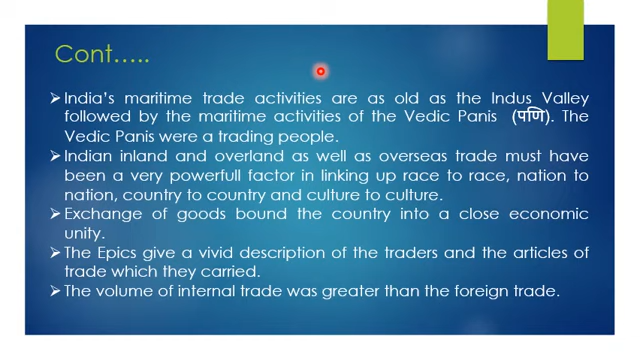 Cont…..
➢ India's maritime trade activities are as old as the Indus Valley
followed by the maritime activities of the Vedic Panis (पणि). The
Vedic Panis were a trading people.
➢ Indian inland and overland as well as overseas trade must have
been a very powerfull factor in linking up race to race, nation to
nation, country to country and culture to culture.
➢ Exchange of goods bound the country into a close economic
unity.
➢ The Epics give a vivid description of the traders and the articles of
trade which they carried.
➢ The volume of internal trade was greater than the foreign trade.